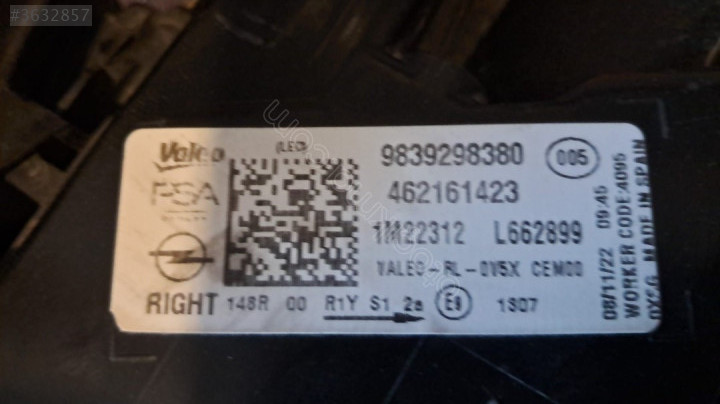 #3632857
Valeo (LED) 9839298380 005
PSA 462161423
1M22312 L662899
VALEO-RL-OV5X CEM00
RIGHT 148R 00 R1Y S1 2a E9 1807
08/11/22 09:45
WORKER CODE:4095
MADE IN SPAIN